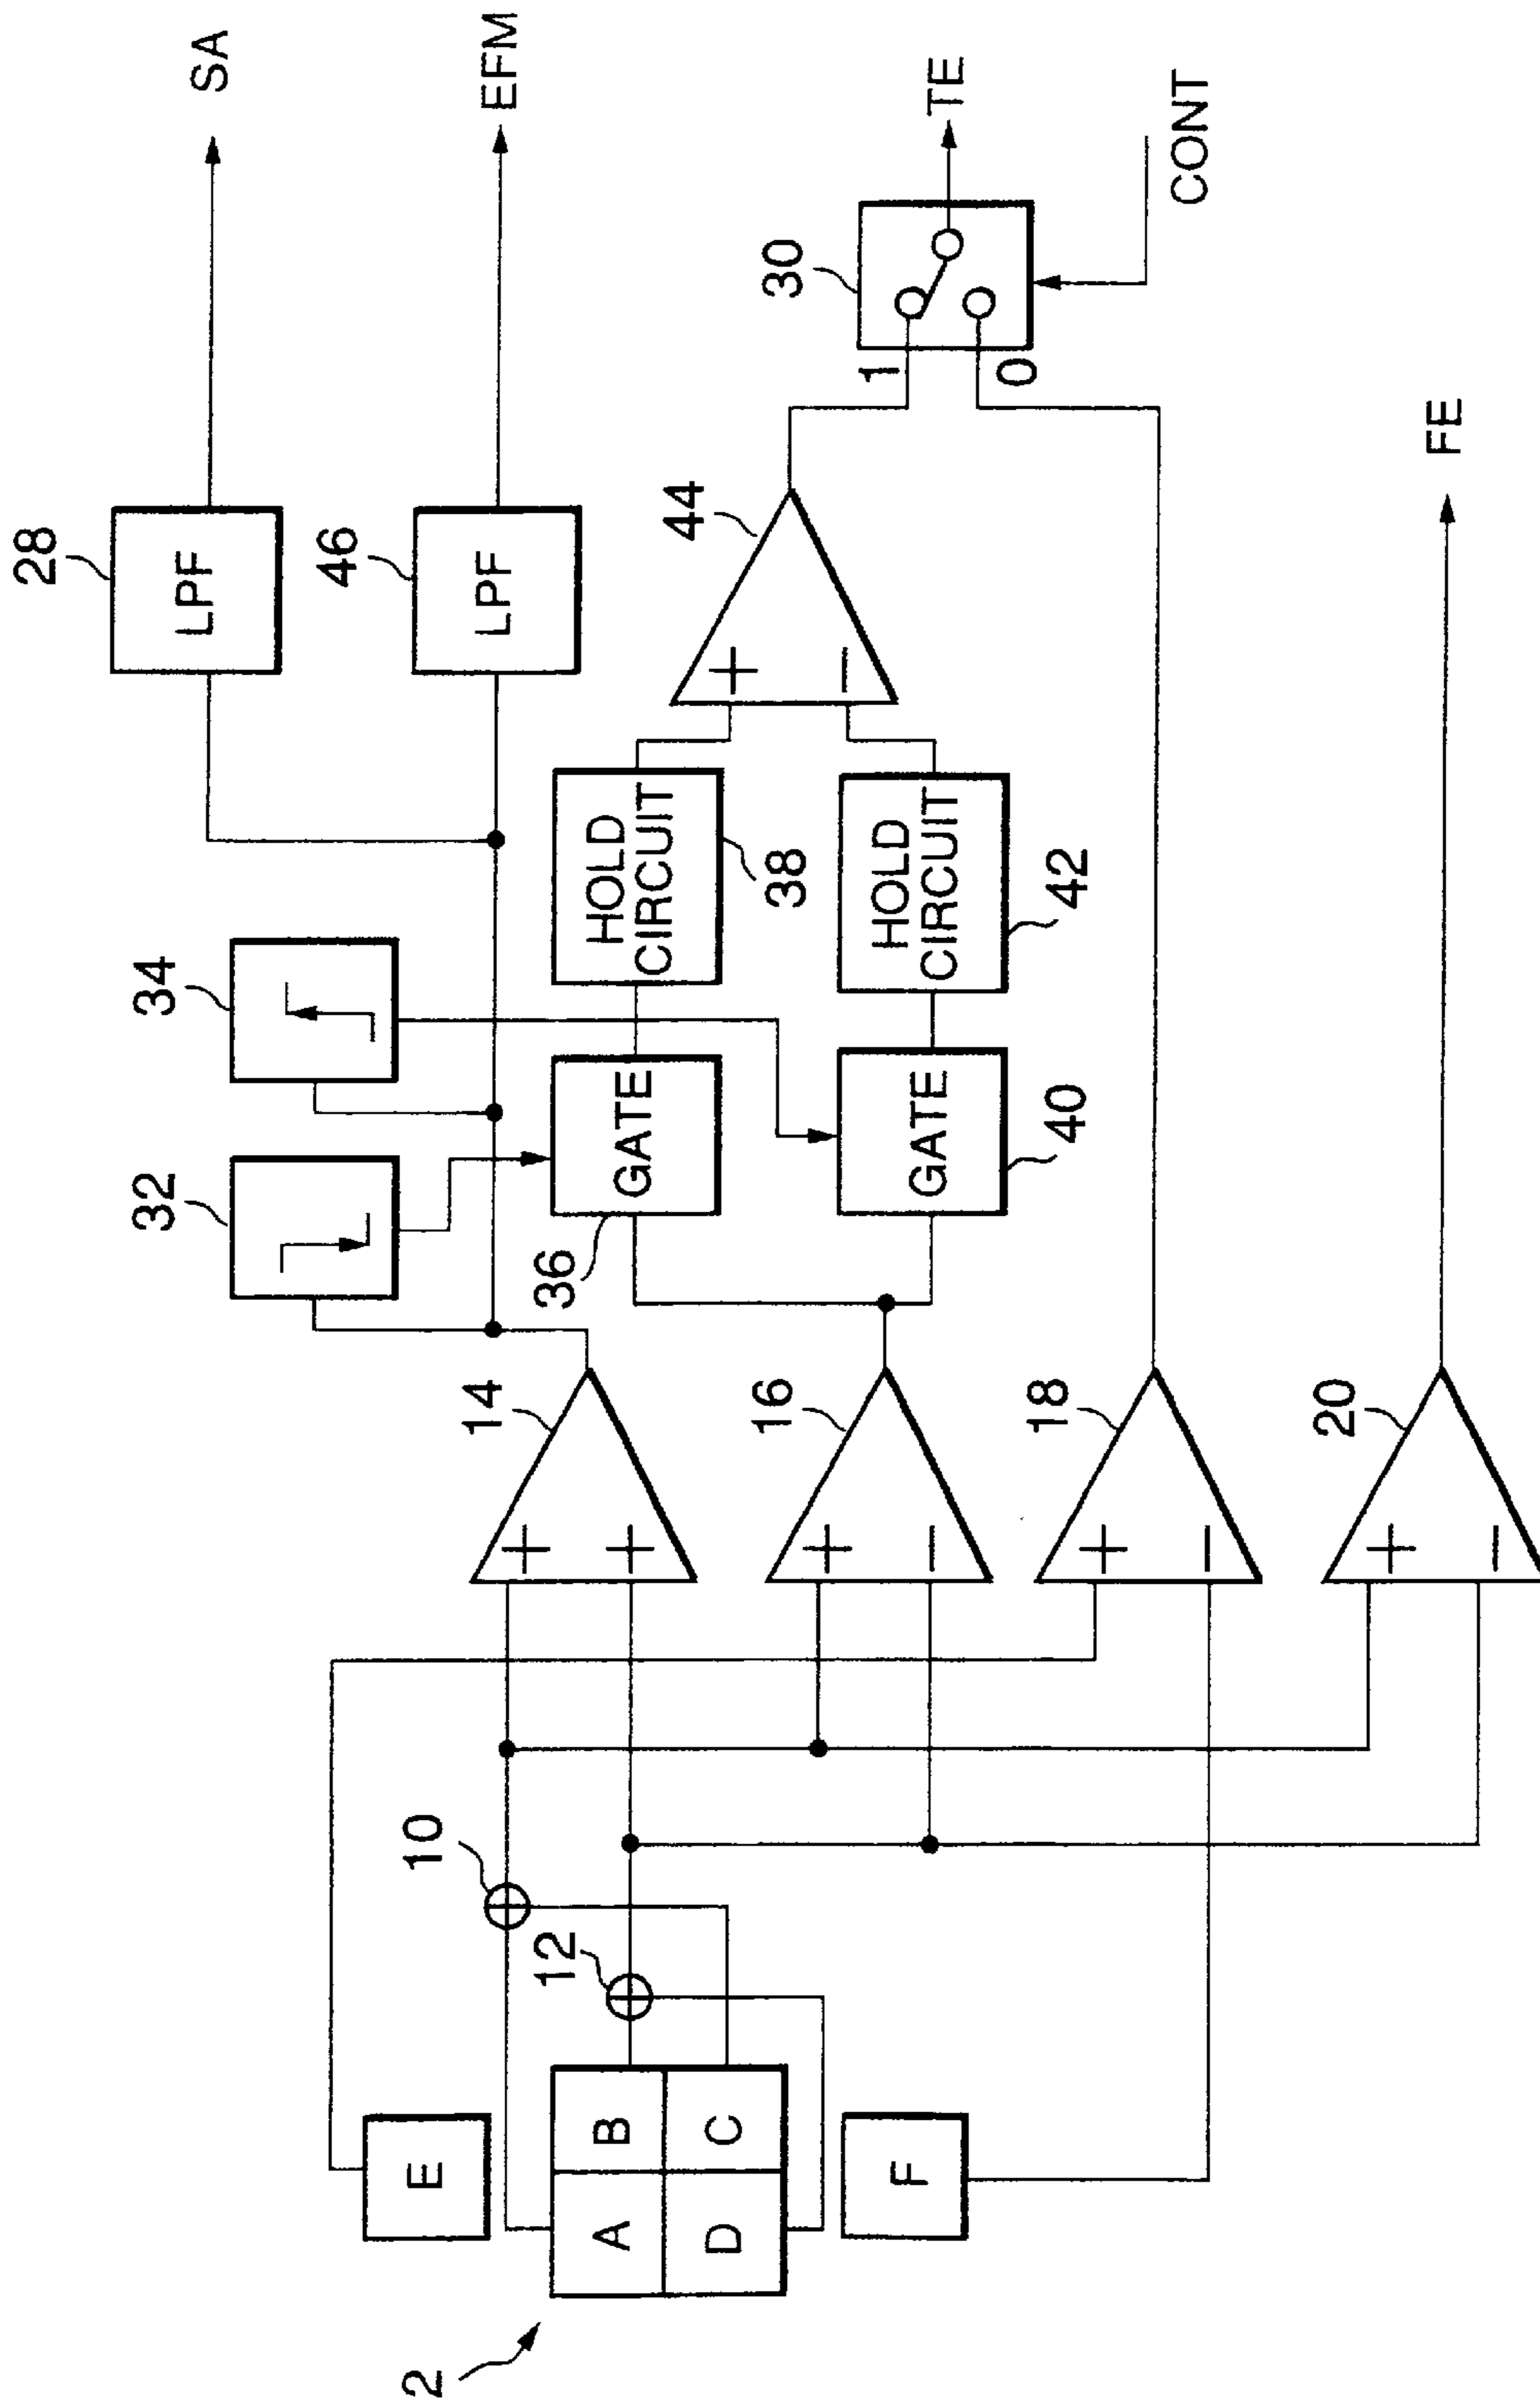 2
E
A
B
D
C
F
10
12
14
+
+
16
+
−
18
+
−
20
+
−
32
34
36
GATE
40
GATE
HOLD
CIRCUIT
38
HOLD
CIRCUIT
42
28
LPF
46
LPF
44
+
−
30
1
0
SA
EFM
TE
CONT
FE